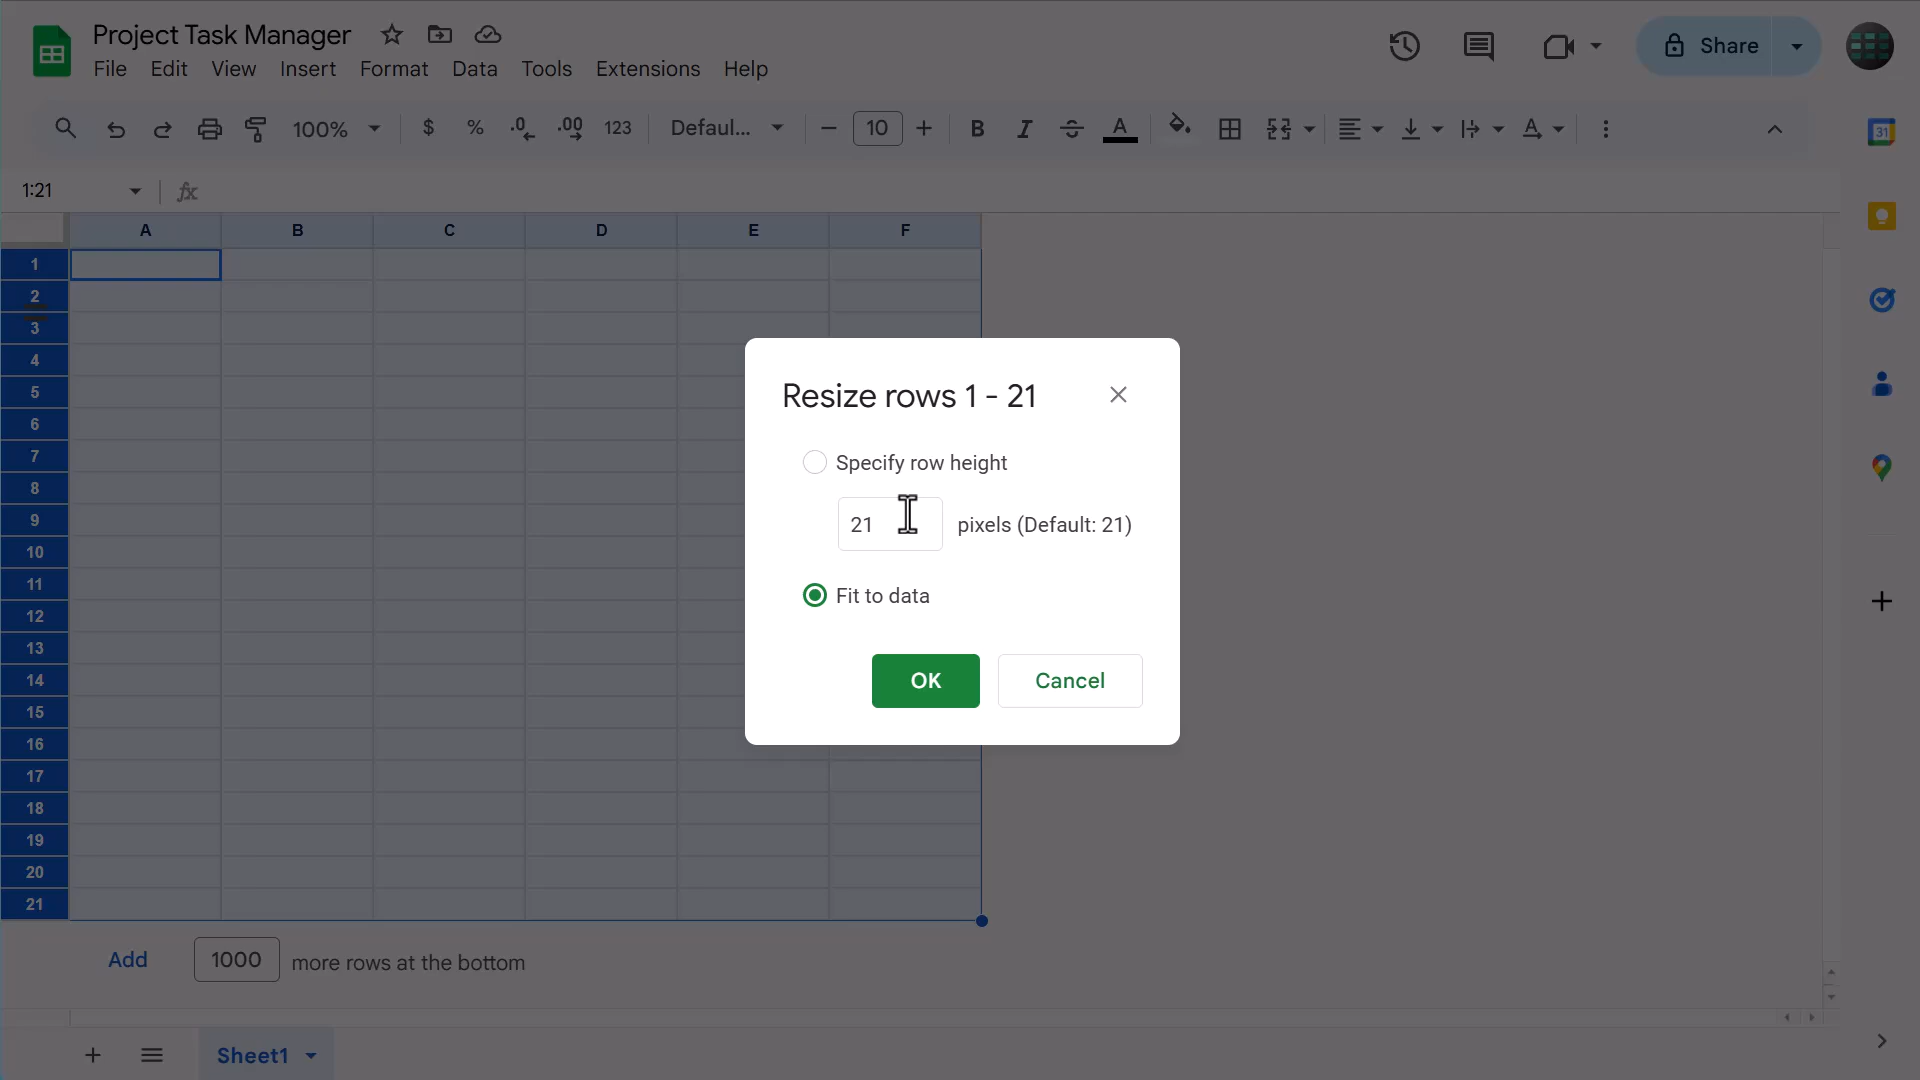 Project Task Manager
File Edit View Insert Format Data Tools Extensions Help
Share
100% $ % .0 .00 123 Defaul... 10 B I S A
31
1:21 fx
A B C D E F
1
2
3
4
5
6
7
8
9
10
11
12
13
14
15
16
17
18
19
20
21
Resize rows 1 - 21
Specify row height
21 pixels (Default: 21)
Fit to data
OK Cancel
Add 1000 more rows at the bottom
Sheet1